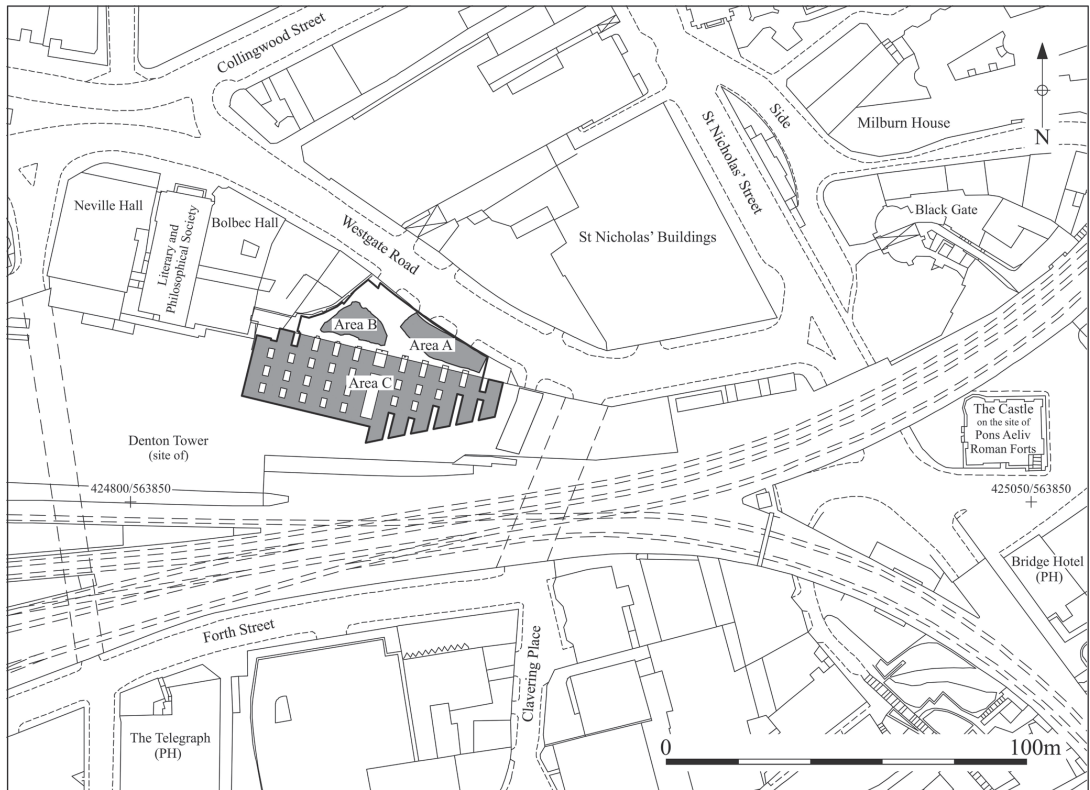 Collingwood Street
Side
Milburn House
N
St Nicholas' Street
Neville Hall
Literary and
Philosophical Society
Bolbec Hall
Westgate Road
St Nicholas' Buildings
Black Gate
Area B
Area A
Area C
The Castle
on the site of
Pons Aeliv
Roman Forts
Denton Tower
(site of)
424800/563850
425050/563850
Bridge Hotel
(PH)
Forth Street
Clavering Place
The Telegraph
(PH)
0
100m